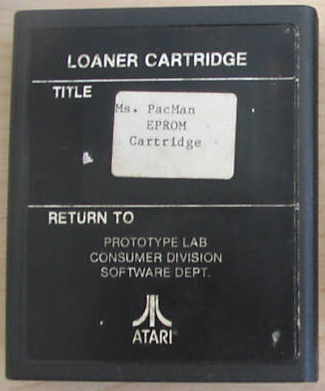 LOANER CARTRIDGE
TITLE
Ms. PacMan
EPROM
Cartridge
RETURN TO
PROTOTYPE LAB
CONSUMER DIVISION
SOFTWARE DEPT.
ATARI